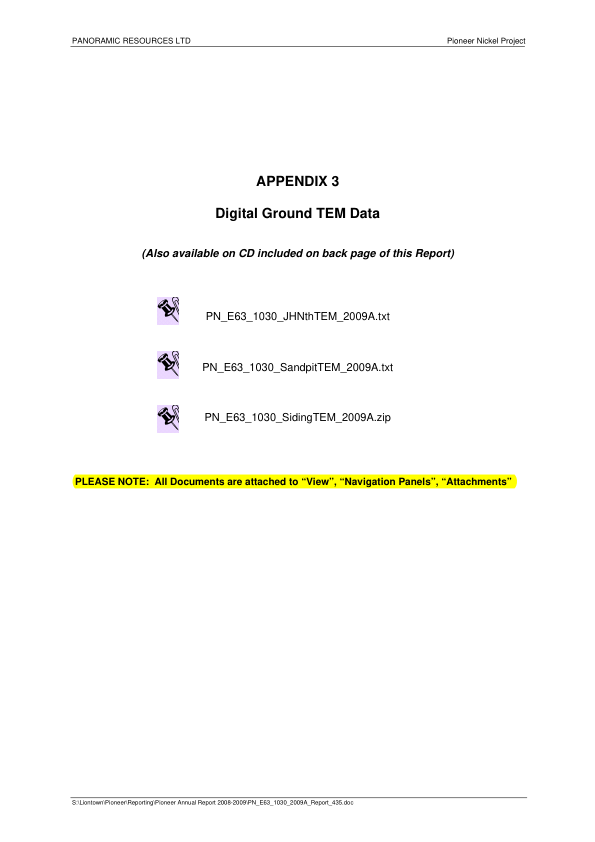 PANORAMIC RESOURCES LTD Pioneer Nickel Project
APPENDIX 3
Digital Ground TEM Data
(Also available on CD included on back page of this Report)
PN_E63_1030_JHNthTEM_2009A.txt
PN_E63_1030_SandpitTEM_2009A.txt
PN_E63_1030_SidingTEM_2009A.zip
PLEASE NOTE:  All Documents are attached to “View”, “Navigation Panels”, “Attachments”
S:\Liontown\Pioneer\Reporting\Pioneer Annual Report 2008-2009\PN_E63_1030_2009A_Report_435.doc